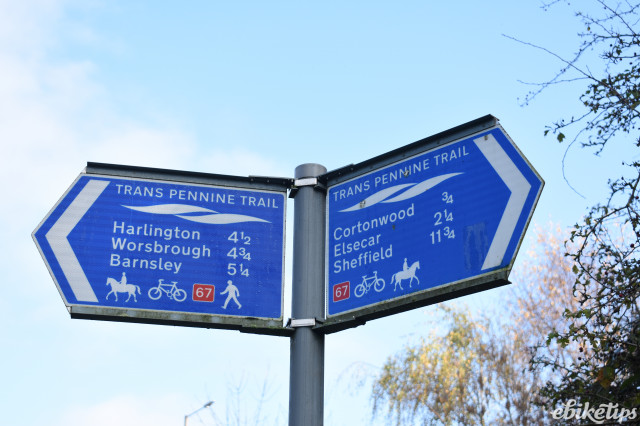 TRANS PENNINE TRAIL
Harlington 4½
Worsbrough 4¾
Barnsley 5¼
67
TRANS PENNINE TRAIL
Cortonwood ¾
Elsecar 2¼
Sheffield 11¾
67
ebiketips